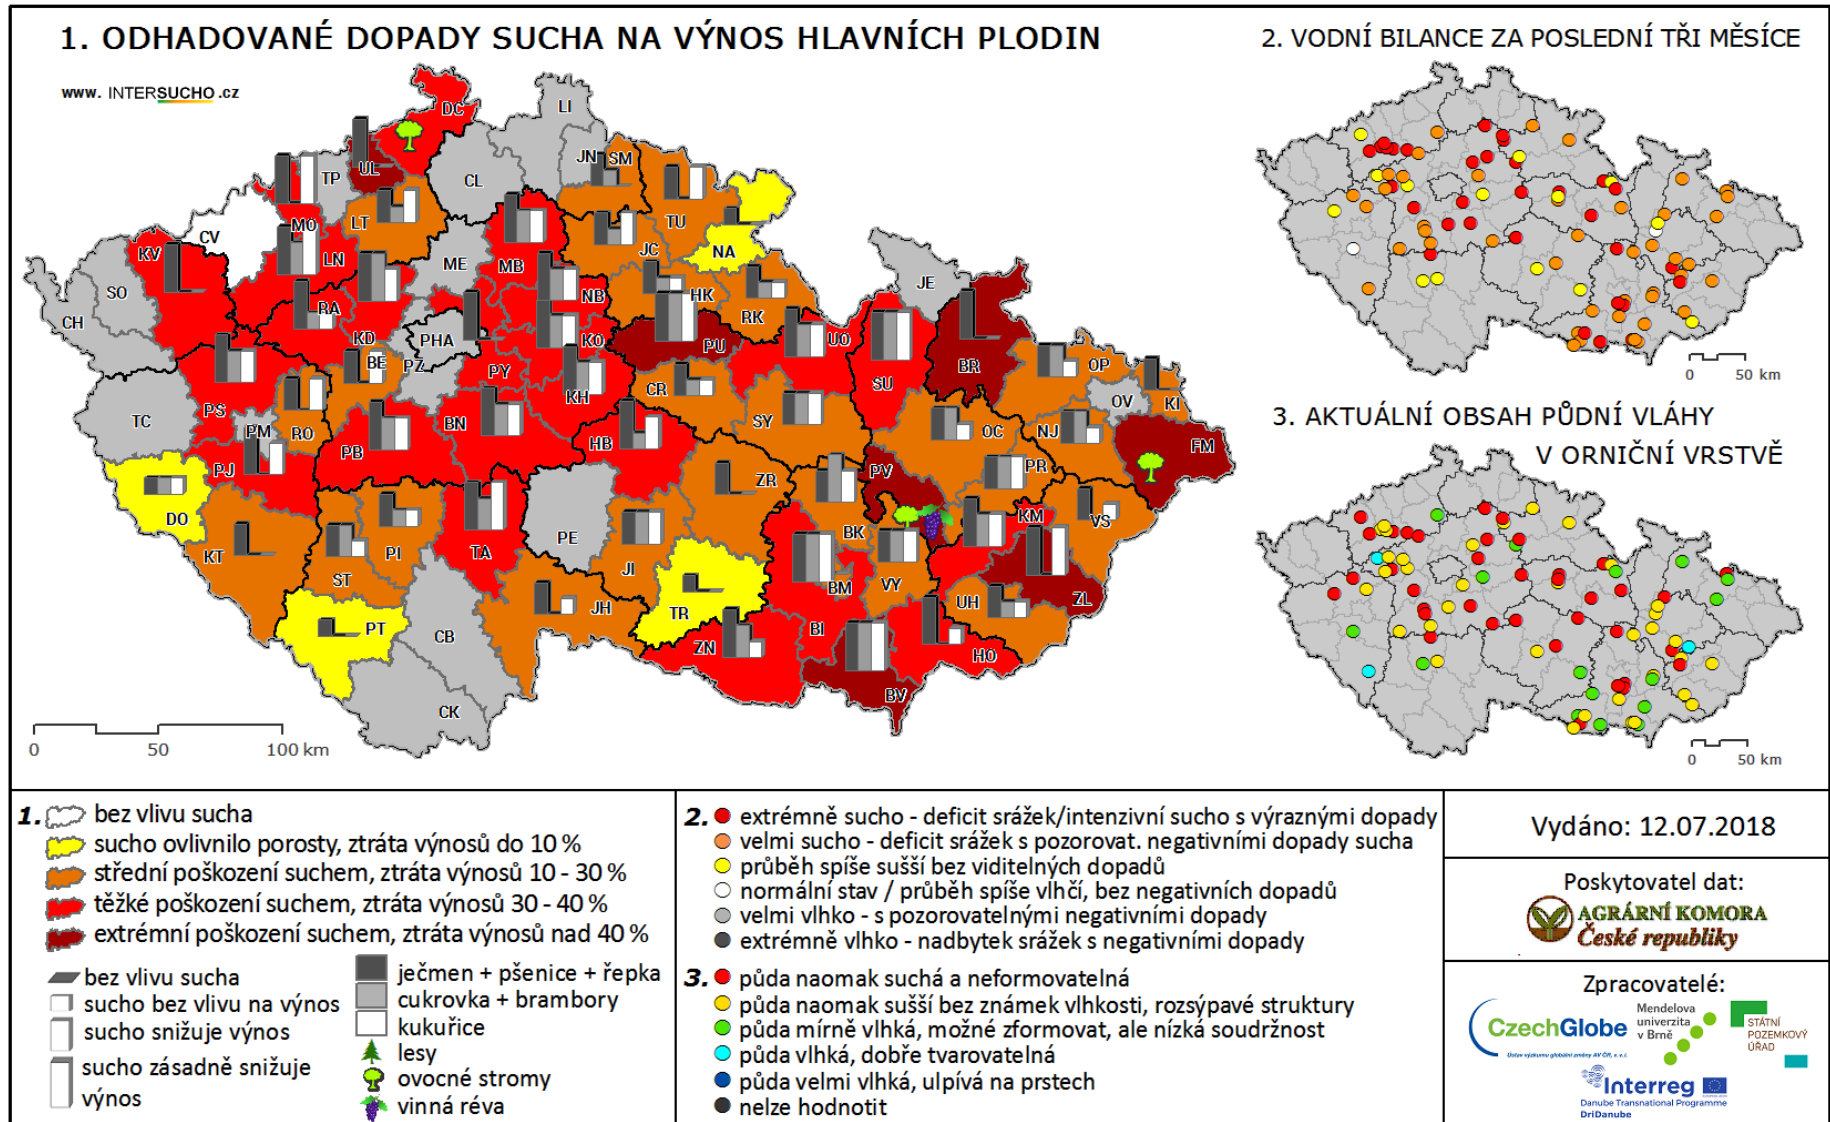 1. ODHADOVANÉ DOPADY SUCHA NA VÝNOS HLAVNÍCH PLODIN
www. INTERSUCHO .cz
DC
LI
UL
JN
SM
TP
CL
LT
TU
MO
CV
KV
LN
ME
MB
JC
NA
SO
CH
RA
NB
HK
RK
JE
KD
PHA
KO
PU
UO
BE
PZ
PY
BR
OP
TC
PS
KH
CR
SU
OV
KI
PM
RO
BN
SY
OC
NJ
FM
PJ
PB
HB
ZR
PV
PR
DO
KT
PI
TA
PE
BK
KM
VS
ST
JI
BM
VY
PT
CB
JH
TR
BI
UH
ZL
ZN
HO
CK
BV
0 50 100 km
2. VODNÍ BILANCE ZA POSLEDNÍ TŘI MĚSÍCE
0 50 km
3. AKTUÁLNÍ OBSAH PŮDNÍ VLÁHY
V ORNIČNÍ VRSTVĚ
0 50 km
1. bez vlivu sucha
sucho ovlivnilo porosty, ztráta výnosů do 10 %
střední poškození suchem, ztráta výnosů 10 - 30 %
těžké poškození suchem, ztráta výnosů 30 - 40 %
extrémní poškození suchem, ztráta výnosů nad 40 %
bez vlivu sucha
sucho bez vlivu na výnos
sucho snižuje výnos
sucho zásadně snižuje
výnos
ječmen + pšenice + řepka
cukrovka + brambory
kukuřice
lesy
ovocné stromy
vinná réva
2. extrémně sucho - deficit srážek/intenzivní sucho s výraznými dopady
velmi sucho - deficit srážek s pozorovat. negativními dopady sucha
průběh spíše sušší bez viditelných dopadů
normální stav / průběh spíše vlhčí, bez negativních dopadů
velmi vlhko - s pozorovatelnými negativními dopady
extrémně vlhko - nadbytek srážek s negativními dopady
3. půda naomak suchá a neformovatelná
půda naomak sušší bez známek vlhkosti, rozsýpavé struktury
půda mírně vlhká, možné zformovat, ale nízká soudržnost
půda vlhká, dobře tvarovatelná
půda velmi vlhká, ulpívá na prstech
nelze hodnotit
Vydáno: 12.07.2018
Poskytovatel dat:
AGRÁRNÍ KOMORA
České republiky
Zpracovatelé:
CzechGlobe
Ústav výzkumu globální změny AV ČR, v. v. i.
Mendelova
univerzita
v Brně
STÁTNÍ
POZEMKOVÝ
ÚŘAD
Interreg
Danube Transnational Programme
DriDanube